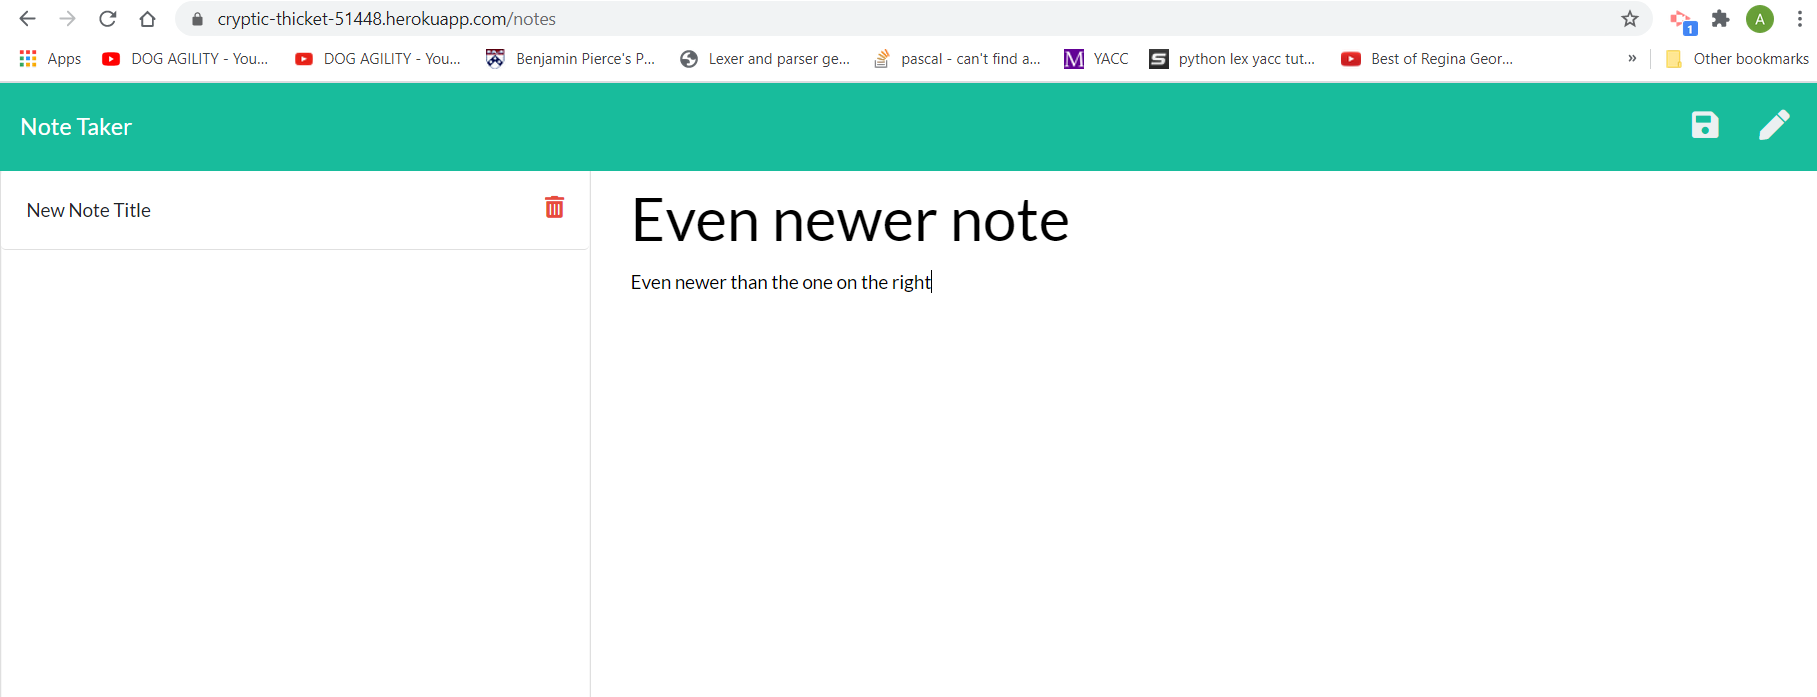 cryptic-thicket-51448.herokuapp.com/notes
1
A
Apps DOG AGILITY - You... DOG AGILITY - You... Benjamin Pierce's P... Lexer and parser ge... pascal - can't find a... M YACC S python lex yacc tut... Best of Regina Geor... » Other bookmarks
Note Taker
New Note Title
Even newer note
Even newer than the one on the right